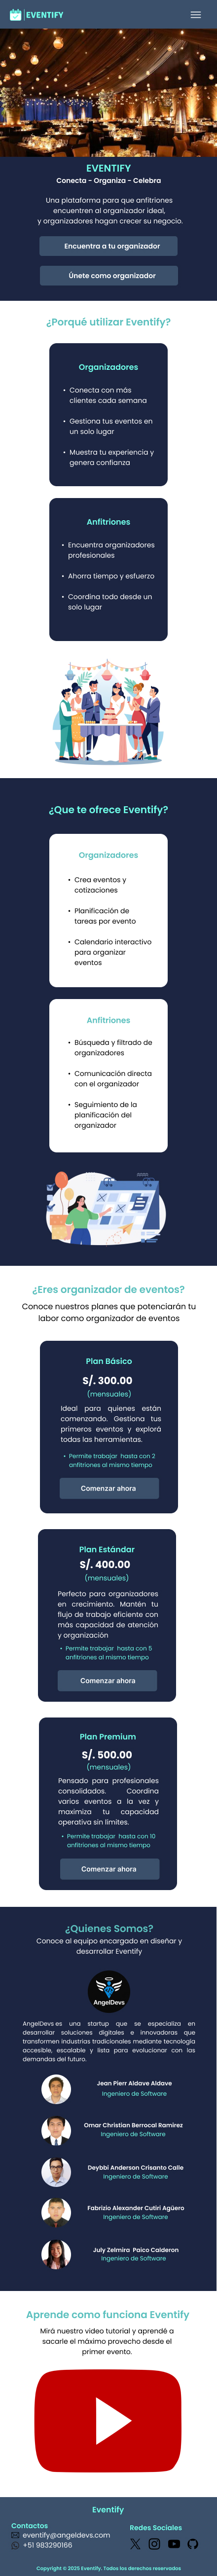 EVENTIFY
EVENTIFY
Conecta - Organiza - Celebra
Una plataforma para que anfitriones
encuentren al organizador ideal,
y organizadores hagan crecer su negocio.
Encuentra a tu organizador
Únete como organizador
¿Porqué utilizar Eventify?
Organizadores
• Conecta con más
clientes cada semana
• Gestiona tus eventos en
un solo lugar
• Muestra tu experiencia y
genera confianza
Anfitriones
• Encuentra organizadores
profesionales
• Ahorra tiempo y esfuerzo
• Coordina todo desde un
solo lugar
¿Que te ofrece Eventify?
Organizadores
• Crea eventos y
cotizaciones
• Planificación de
tareas por evento
• Calendario interactivo
para organizar
eventos
Anfitriones
• Búsqueda y filtrado de
organizadores
• Comunicación directa
con el organizador
• Seguimiento de la
planificación del
organizador
¿Eres organizador de eventos?
Conoce nuestros planes que potenciarán tu
labor como organizador de eventos
Plan Básico
S/. 300.00
(mensuales)
Ideal para quienes están
comenzando. Gestiona tus
primeros eventos y explorá
todas las herramientas.
• Permite trabajar hasta con 2
anfitriones al mismo tiempo
Comenzar ahora
Plan Estándar
S/. 400.00
(mensuales)
Perfecto para organizadores
en crecimiento. Mantén tu
flujo de trabajo eficiente con
más capacidad de atención
y organización
• Permite trabajar hasta con 5
anfitriones al mismo tiempo
Comenzar ahora
Plan Premium
S/. 500.00
(mensuales)
Pensado para profesionales
consolidados. Coordina
varios eventos a la vez y
maximiza tu capacidad
operativa sin límites.
• Permite trabajar hasta con 10
anfitriones al mismo tiempo
Comenzar ahora
¿Quienes Somos?
Conoce al equipo encargado en diseñar y
desarrollar Eventify
AngelDevs
AngelDevs es una startup que se especializa en
desarrollar soluciones digitales e innovadoras que
transformen industrias tradicionales mediante tecnología
accesible, escalable y lista para evolucionar con las
demandas del futuro.
Jean Pierr Aldave Aldave
Ingeniero de Software
Omar Christian Berrocal Ramirez
Ingeniero de Software
Deybbi Anderson Crisanto Calle
Ingeniero de Software
Fabrizio Alexander Cutiri Agüero
Ingeniero de Software
July Zelmira Paico Calderon
Ingeniero de Software
Aprende como funciona Eventify
Mirá nuestro video tutorial y aprendé a
sacarle el máximo provecho desde el
primer evento.
Eventify
Contactos
eventify@angeldevs.com
+51 983290166
Redes Sociales
Copyright © 2025 Eventify. Todos los derechos reservados